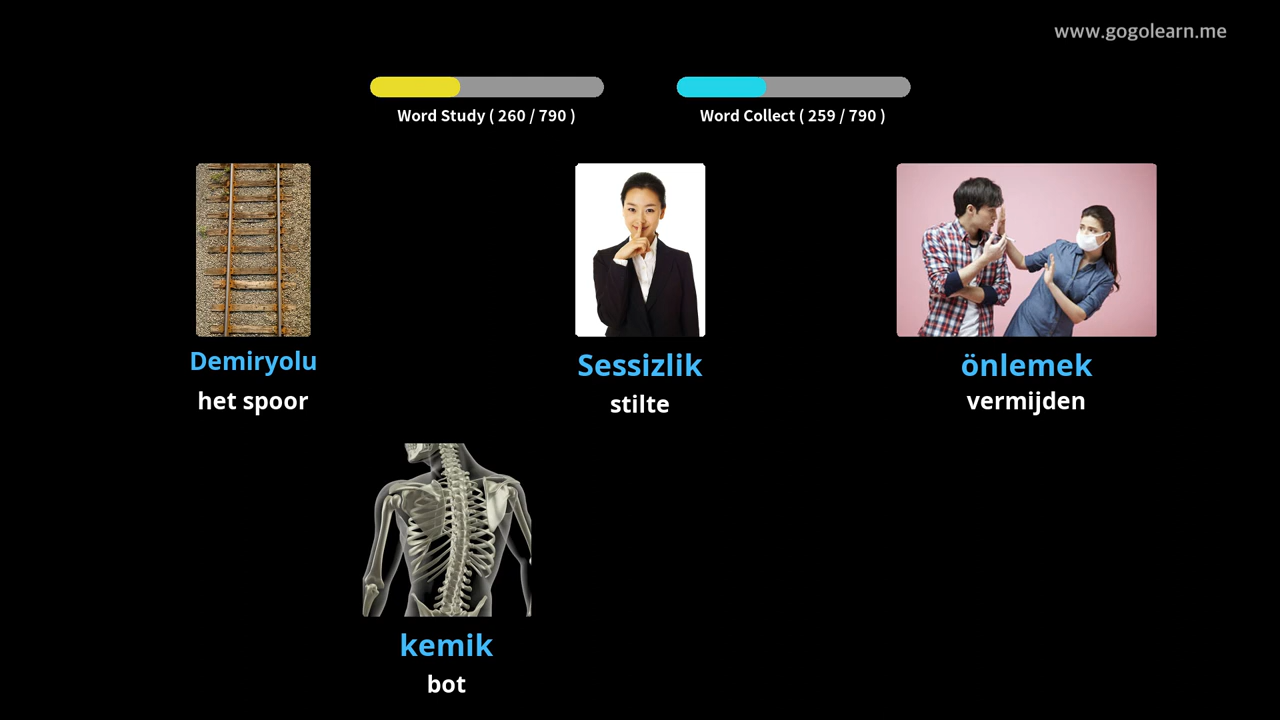 www.gogolearn.me
Word Study ( 260 / 790 )
Word Collect ( 259 / 790 )
Demiryolu
het spoor
Sessizlik
stilte
önlemek
vermijden
kemik
bot